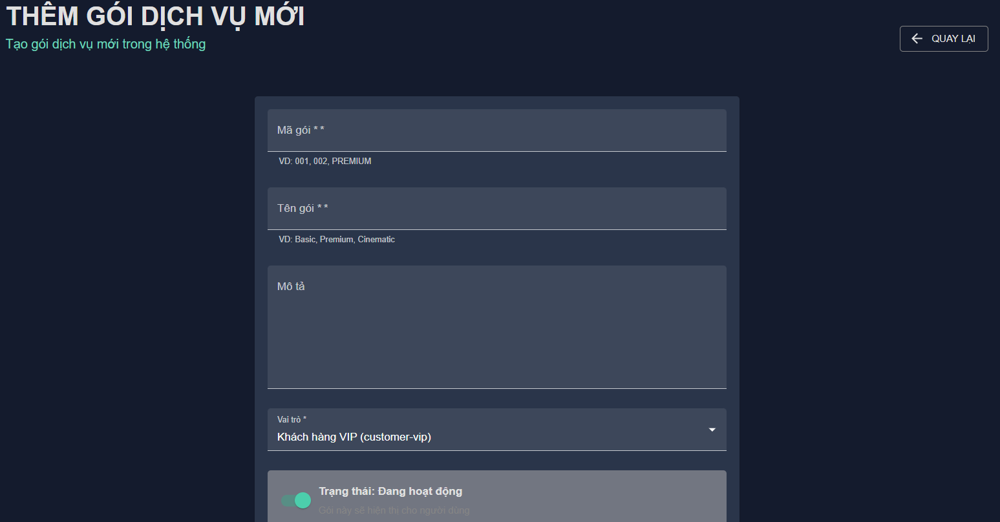 THÊM GÓI DỊCH VỤ MỚI
Tạo gói dịch vụ mới trong hệ thống
QUAY LẠI
Mã gói * *
VD: 001, 002, PREMIUM
Tên gói * *
VD: Basic, Premium, Cinematic
Mô tả
Vai trò *
Khách hàng VIP (customer-vip)
Trạng thái: Đang hoạt động
Gói này sẽ hiển thị cho người dùng